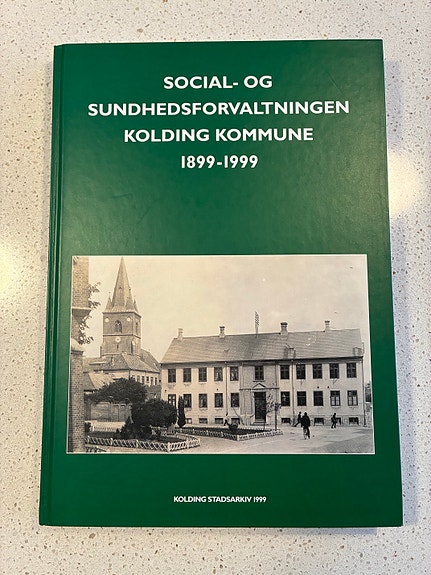 SOCIAL- OG
SUNDHEDSFORVALTNINGEN
KOLDING KOMMUNE
1899-1999
KOLDING STADSARKIV 1999